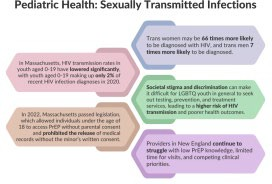 Pediatric Health: Sexually Transmitted Infections
Trans women may be 66 times more likely
to be diagnosed with HIV, and trans men 7
times more likely to be diagnosed.
In Massachusetts, HIV transmission rates in
youth aged 0-19 have lowered significantly,
with youth aged 0-19 making up only 2% of
recent HIV infection diagnoses in 2020.
Societal stigma and discrimination can
make it difficult for LGBTQ youth in general to seek
out testing, prevention, and treatment
services, leading to a higher risk of HIV
transmission and poorer health outcomes.
In 2022, Massachusetts passed legislation,
which allowed individuals under the age of
18 to access PrEP without parental consent
and prohibited the release of medical
records without the minor's written consent.
Providers in New England continue to
struggle with low PrEP knowledge, limited
time for visits, and competing clinical
priorities.